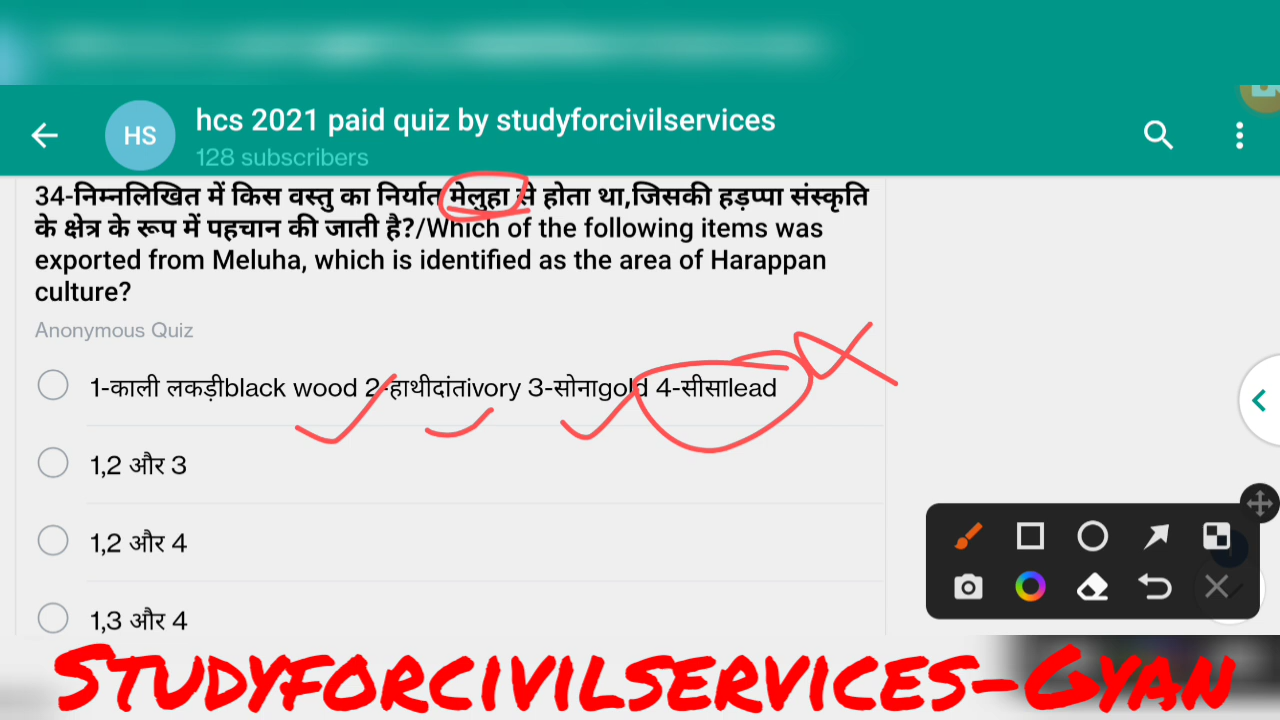 HS
hcs 2021 paid quiz by studyforcivilservices
128 subscribers
34-निम्नलिखित में किस वस्तु का निर्यात मेलुहा से होता था,जिसकी हड़प्पा संस्कृति
के क्षेत्र के रूप में पहचान की जाती है?/Which of the following items was
exported from Meluha, which is identified as the area of Harappan
culture?
Anonymous Quiz
1-काली लकड़ीblack wood 2-हाथीदांतivory 3-सोनाgold 4-सीसाlead
1,2 और 3
1,2 और 4
1,3 और 4
STUDYFORCIVILSERVICES-GYAN